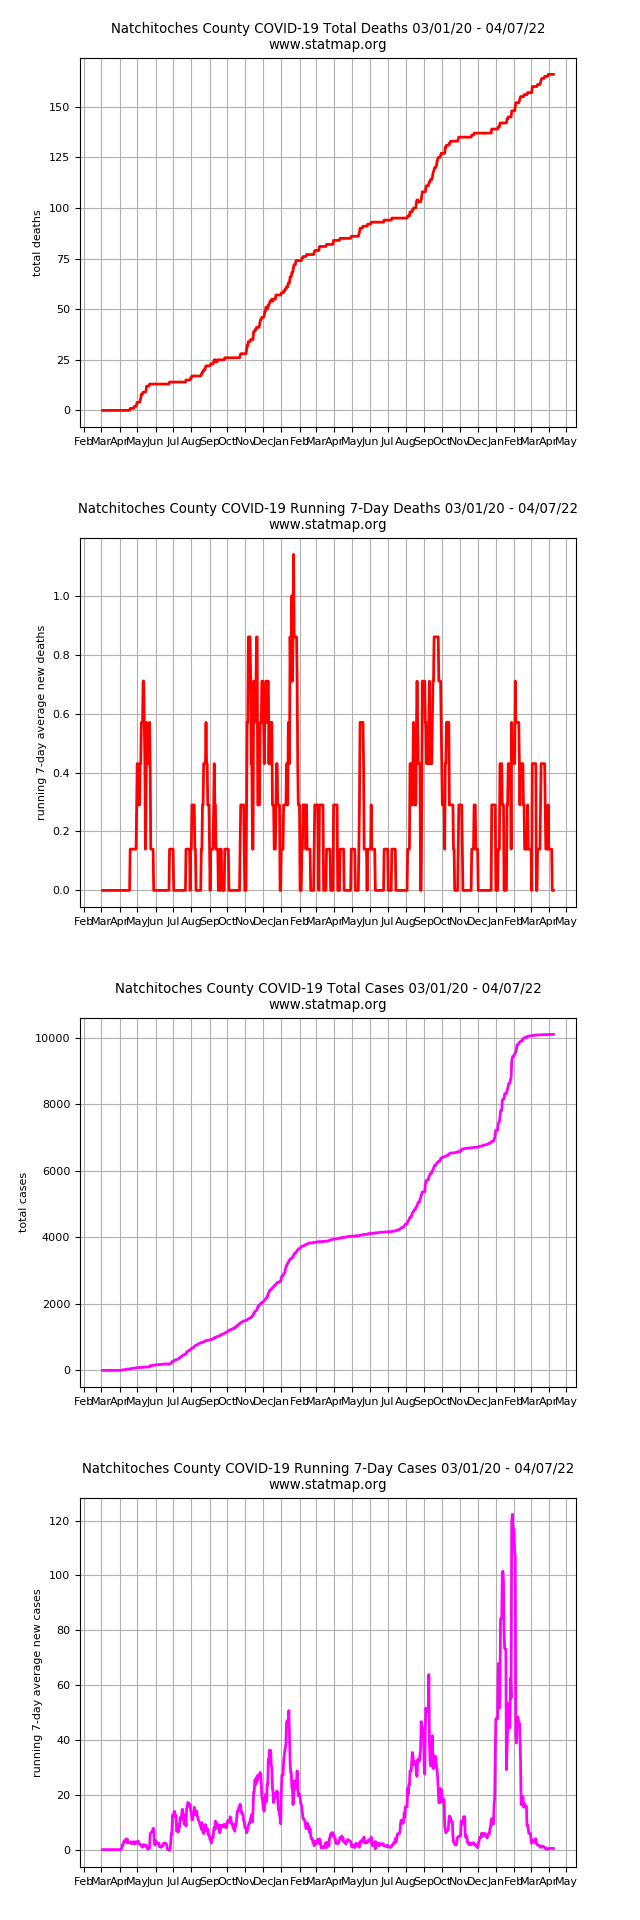 Natchitoches County COVID-19 Total Deaths 03/01/20 - 04/07/22
www.statmap.org
total deaths
150
125
100
75
50
25
0
Feb Mar Apr May Jun Jul Aug Sep Oct Nov Dec Jan Feb Mar Apr May Jun Jul Aug Sep Oct Nov Dec Jan Feb Mar Apr May
Natchitoches County COVID-19 Running 7-Day Deaths 03/01/20 - 04/07/22
www.statmap.org
running 7-day average new deaths
1.0
0.8
0.6
0.4
0.2
0.0
Feb Mar Apr May Jun Jul Aug Sep Oct Nov Dec Jan Feb Mar Apr May Jun Jul Aug Sep Oct Nov Dec Jan Feb Mar Apr May
Natchitoches County COVID-19 Total Cases 03/01/20 - 04/07/22
www.statmap.org
total cases
10000
8000
6000
4000
2000
0
Feb Mar Apr May Jun Jul Aug Sep Oct Nov Dec Jan Feb Mar Apr May Jun Jul Aug Sep Oct Nov Dec Jan Feb Mar Apr May
Natchitoches County COVID-19 Running 7-Day Cases 03/01/20 - 04/07/22
www.statmap.org
running 7-day average new cases
120
100
80
60
40
20
0
Feb Mar Apr May Jun Jul Aug Sep Oct Nov Dec Jan Feb Mar Apr May Jun Jul Aug Sep Oct Nov Dec Jan Feb Mar Apr May